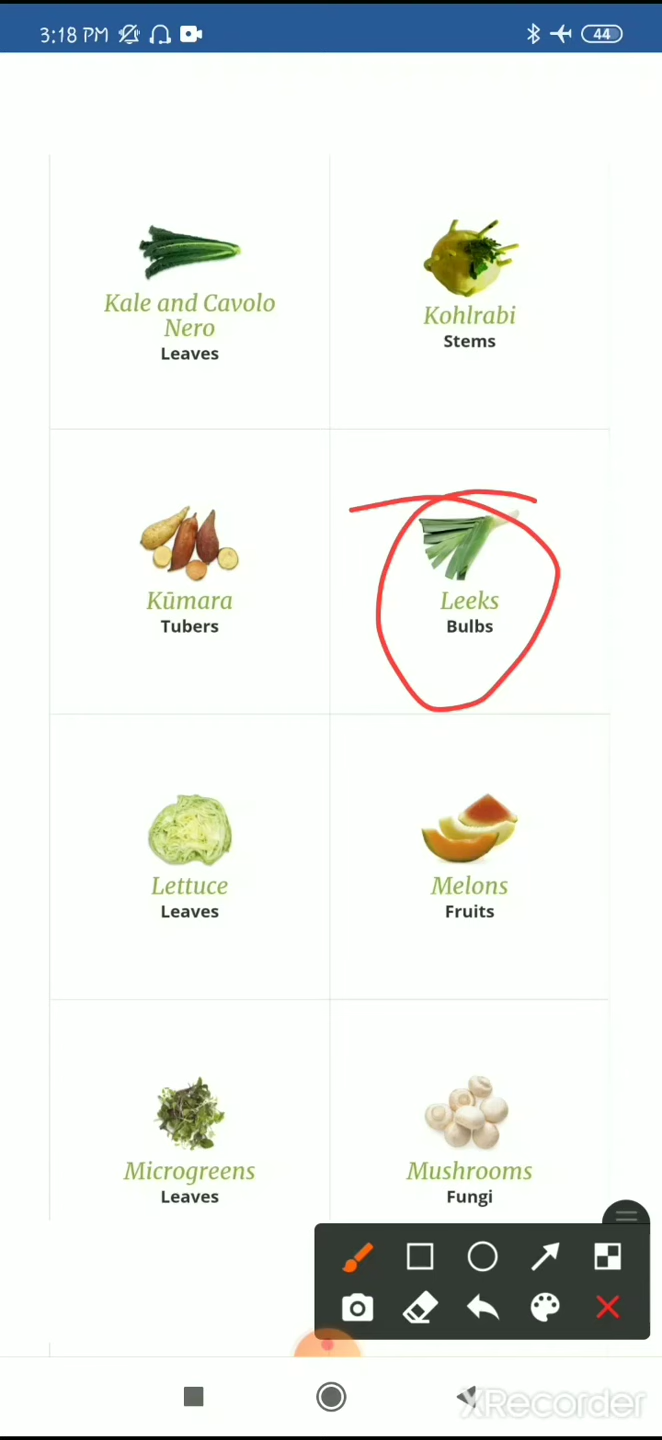 3:18 PM
44
Kale and Cavolo
Nero
Leaves
Kohlrabi
Stems
Kūmara
Tubers
Leeks
Bulbs
Lettuce
Leaves
Melons
Fruits
Microgreens
Leaves
Mushrooms
Fungi
XRecorder